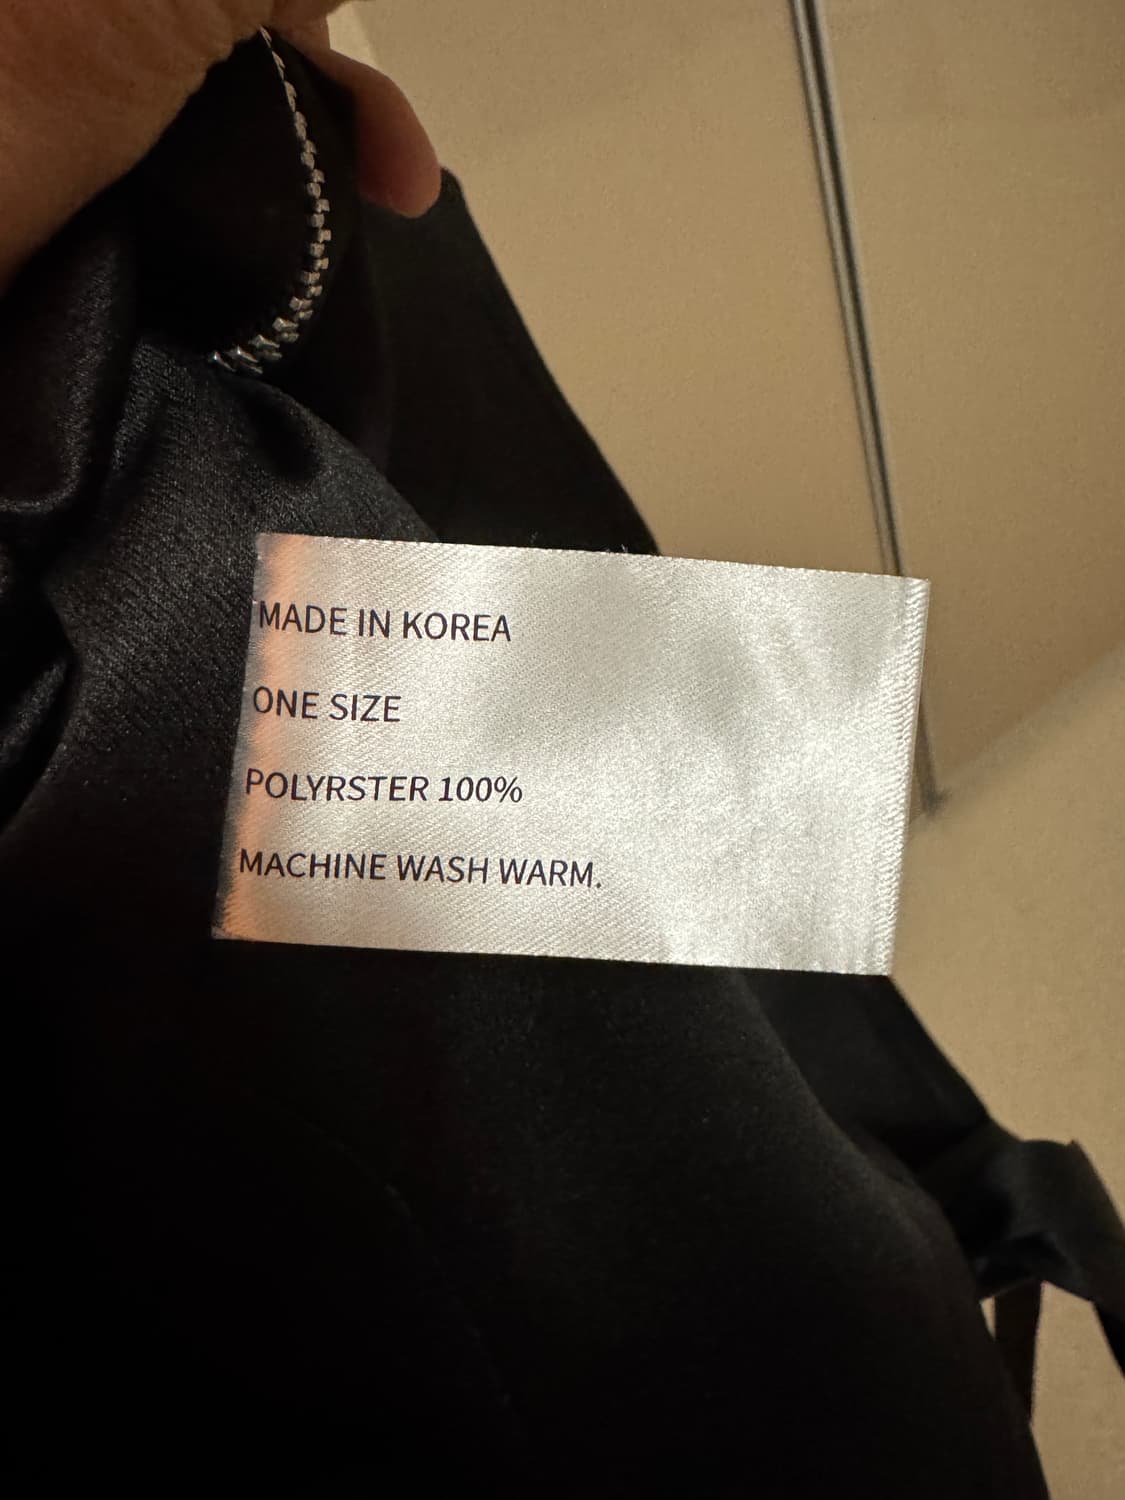 MADE IN KOREA
ONE SIZE
POLYRSTER 100%
MACHINE WASH WARM.